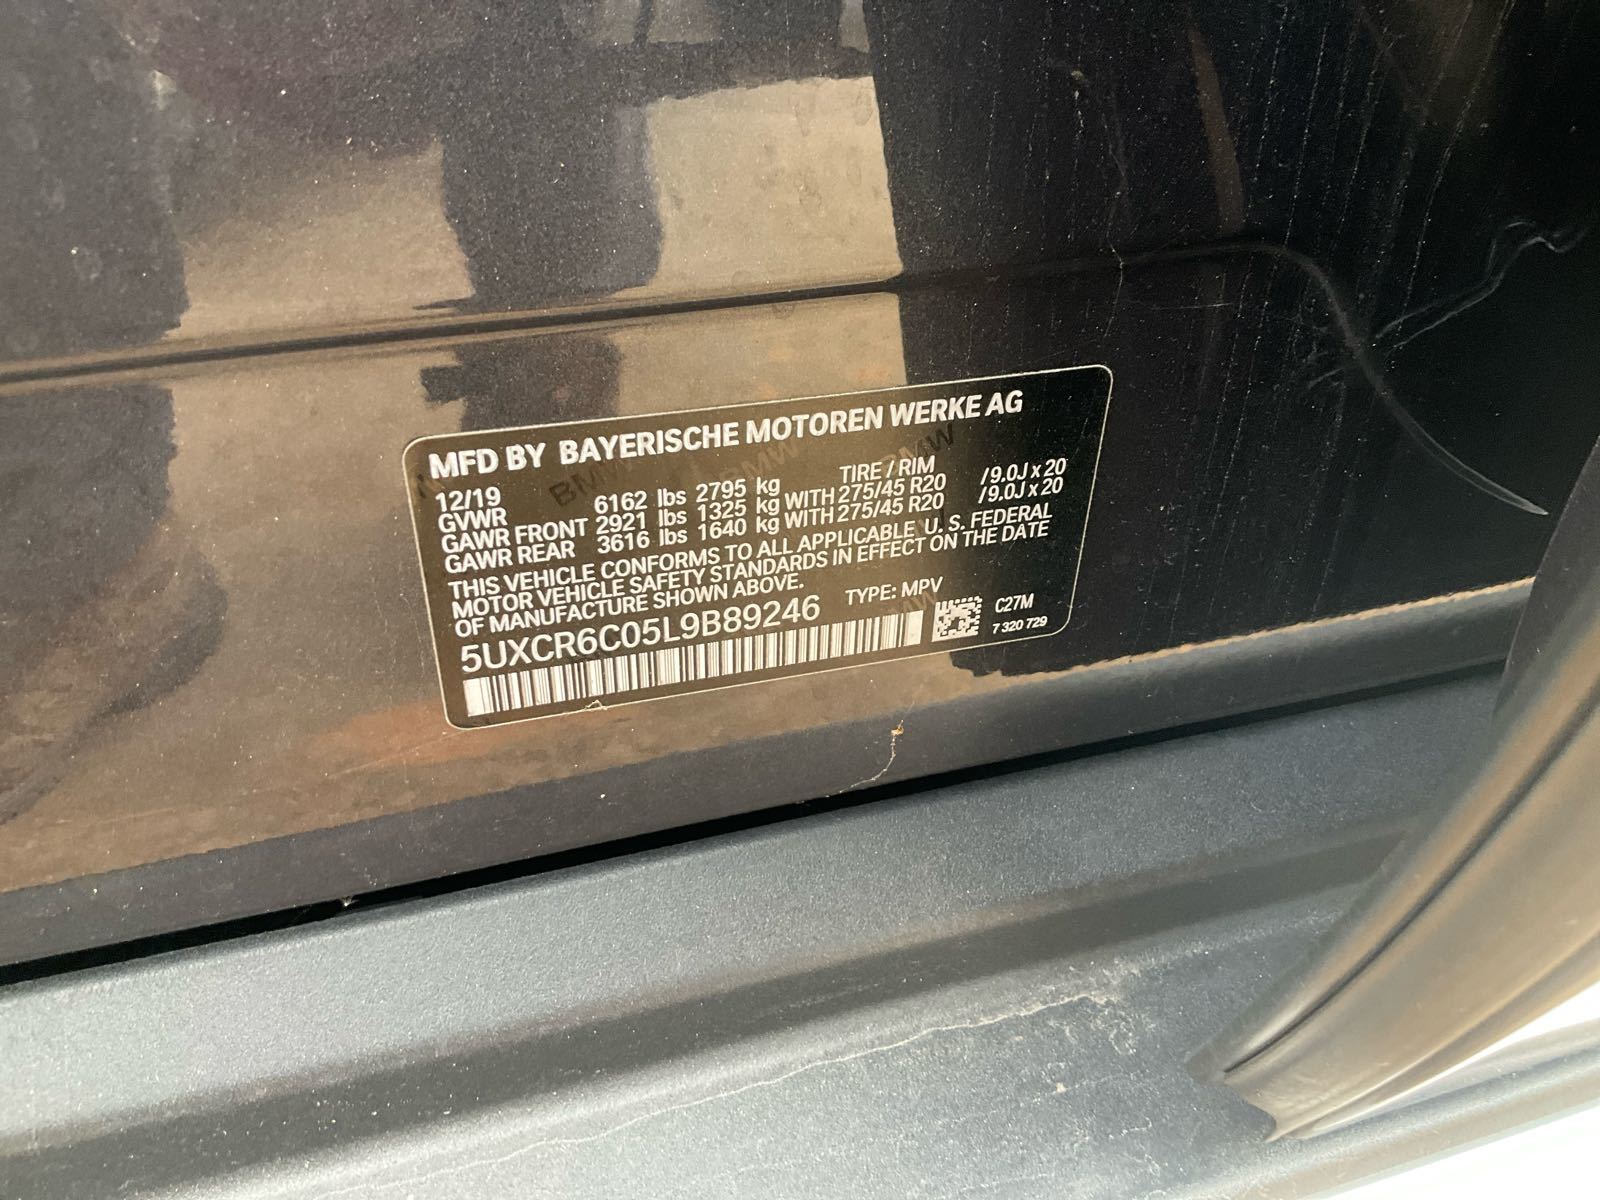 MFD BY BAYERISCHE MOTOREN WERKE AG
12/19 TIRE / RIM
GVWR 6162 lbs 2795 kg
GAWR FRONT 2921 lbs 1325 kg WITH 275/45 R20 /9.0J x 20
GAWR REAR 3616 lbs 1640 kg WITH 275/45 R20 /9.0J x 20
THIS VEHICLE CONFORMS TO ALL APPLICABLE U. S. FEDERAL
MOTOR VEHICLE SAFETY STANDARDS IN EFFECT ON THE DATE
OF MANUFACTURE SHOWN ABOVE.
5UXCR6C05L9B89246 TYPE: MPV
C27M
7 320 729